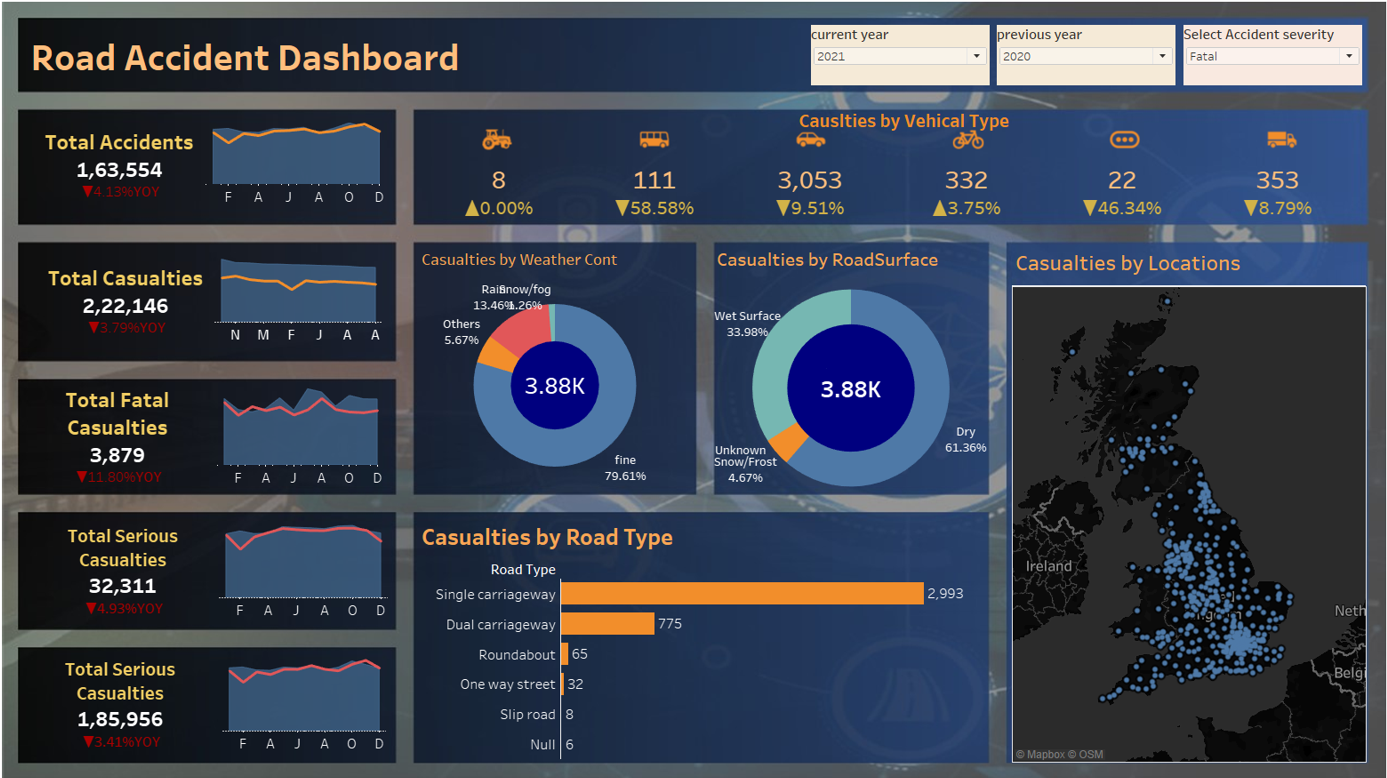 Road Accident Dashboard
current year
2021
previous year
2020
Select Accident severity
Fatal
Total Accidents
1,63,554
▼4.13%YOY
F A J A O D
Causlties by Vehical Type
8 111 3,053 332 22 353
▲0.00% ▼58.58% ▼9.51% ▲3.75% ▼46.34% ▼8.79%
Total Casualties
2,22,146
▼3.79%YOY
N M F J A A
Total Fatal
Casualties
3,879
▼11.80%YOY
F A J A O D
Total Serious
Casualties
32,311
▼4.93%YOY
F A J A O D
Total Serious
Casualties
1,85,956
▼3.41%YOY
F A J A O D
Casualties by Weather Cont
Rain
13.46%
Snow/fog
1.26%
Others
5.67%
3.88K
fine
79.61%
Casualties by RoadSurface
Wet Surface
33.98%
3.88K
Dry
61.36%
Unknown
Snow/Frost
4.67%
Casualties by Road Type
Road Type
Single carriageway 2,993
Dual carriageway 775
Roundabout 65
One way street 32
Slip road 8
Null 6
Casualties by Locations
Ireland
Neth
Belgi
© Mapbox © OSM